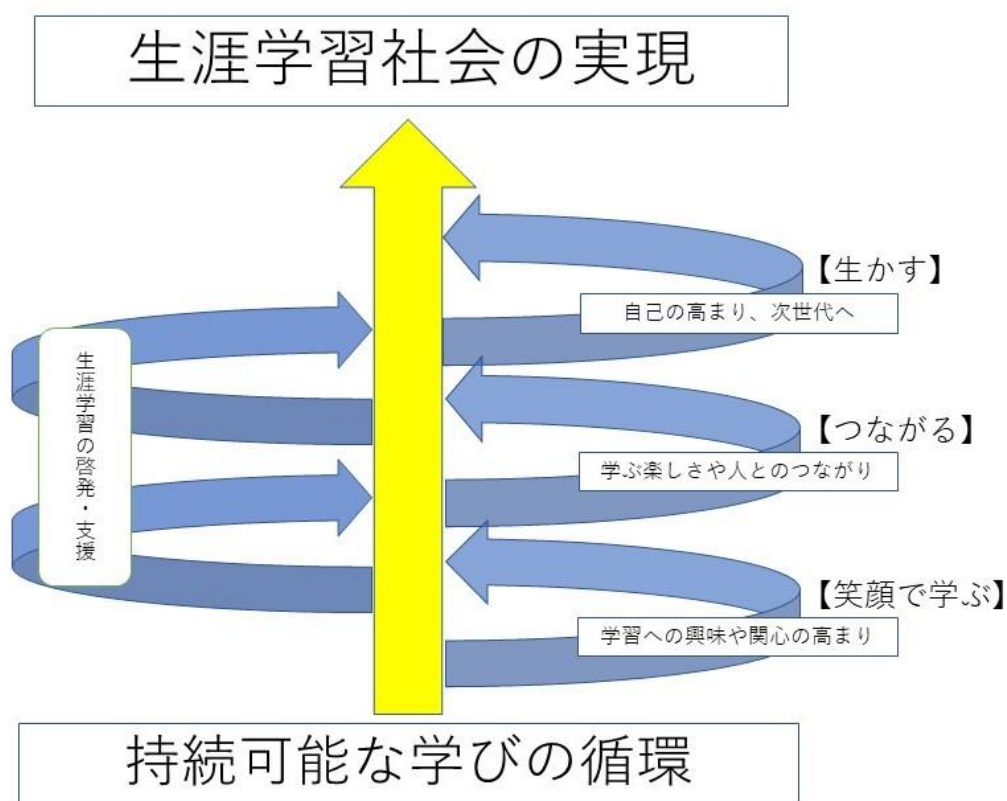 生涯学習社会の実現
【生かす】
自己の高まり、次世代へ
生涯学習の啓発・支援
【つながる】
学ぶ楽しさや人とのつながり
【笑顔で学ぶ】
学習への興味や関心の高まり
持続可能な学びの循環